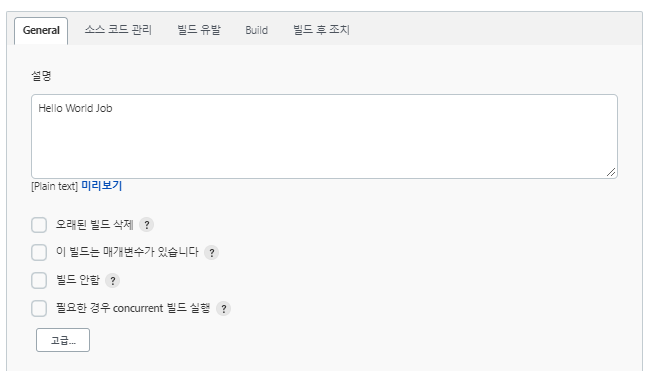 General 소스 코드 관리 빌드 유발 Build 빌드 후 조치
설명
Hello World Job
[Plain text] 미리보기
오래된 빌드 삭제 ?
이 빌드는 매개변수가 있습니다 ?
빌드 안함 ?
필요한 경우 concurrent 빌드 실행 ?
고급...